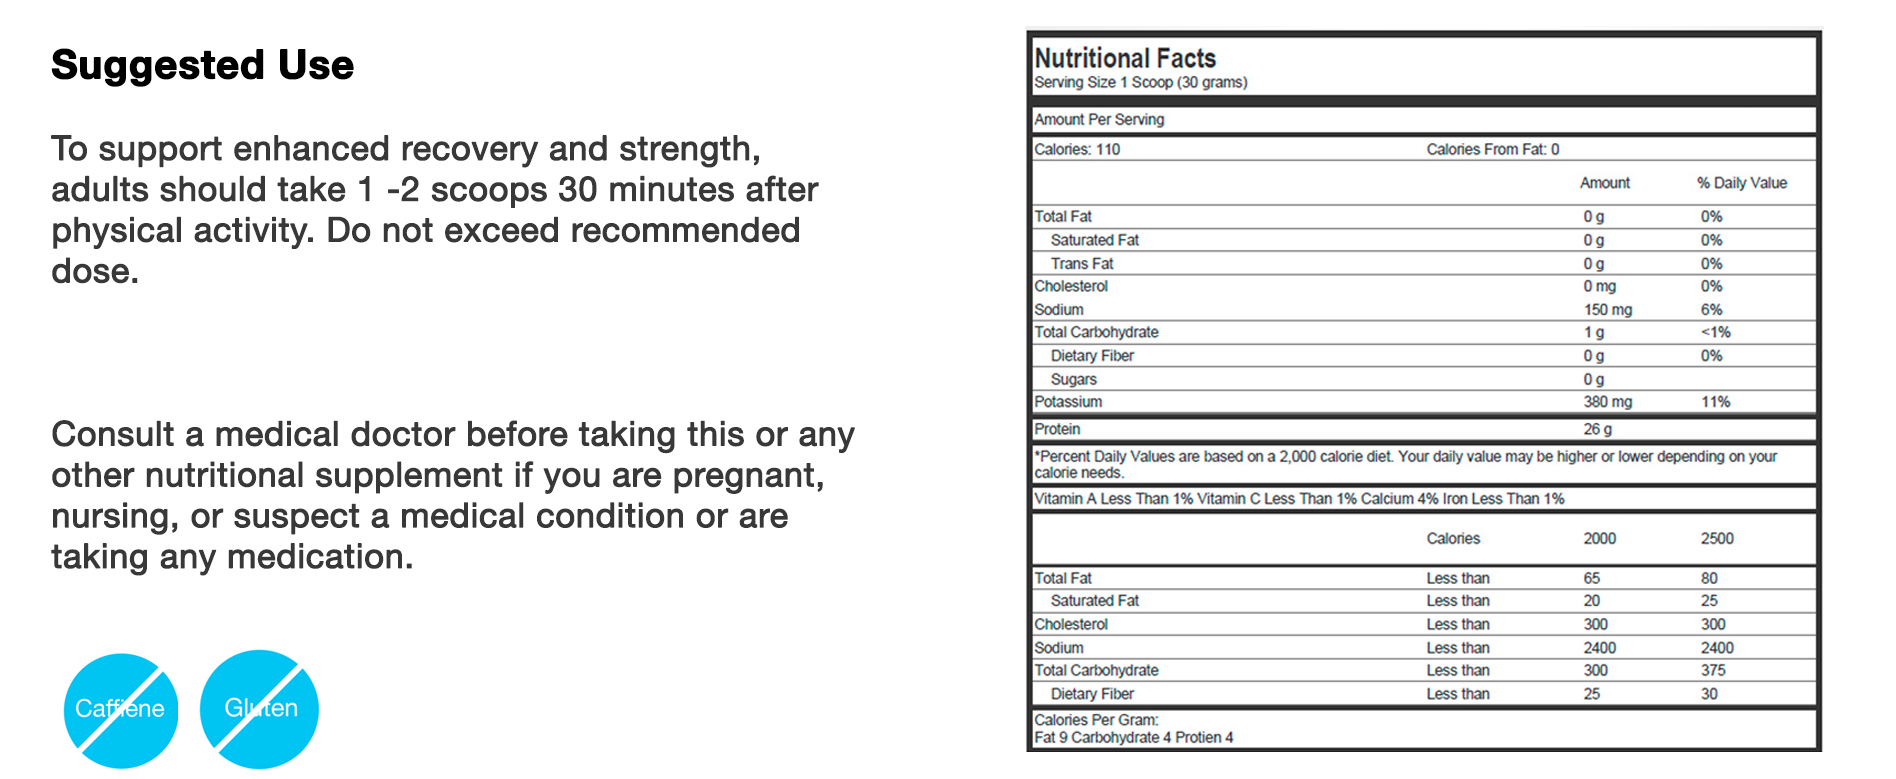 Suggested Use
To support enhanced recovery and strength,
adults should take 1 -2 scoops 30 minutes after
physical activity. Do not exceed recommended
dose.
Consult a medical doctor before taking this or any
other nutritional supplement if you are pregnant,
nursing, or suspect a medical condition or are
taking any medication.
Caffiene Gluten
Nutritional Facts
Serving Size 1 Scoop (30 grams)
Amount Per Serving
Calories: 110 Calories From Fat: 0
Amount % Daily Value
Total Fat 0 g 0%
Saturated Fat 0 g 0%
Trans Fat 0 g 0%
Cholesterol 0 mg 0%
Sodium 150 mg 6%
Total Carbohydrate 1 g <1%
Dietary Fiber 0 g 0%
Sugars 0 g
Potassium 380 mg 11%
Protein 26 g
*Percent Daily Values are based on a 2,000 calorie diet. Your daily value may be higher or lower depending on your
calorie needs.
Vitamin A Less Than 1% Vitamin C Less Than 1% Calcium 4% Iron Less Than 1%
Calories 2000 2500
Total Fat Less than 65 80
Saturated Fat Less than 20 25
Cholesterol Less than 300 300
Sodium Less than 2400 2400
Total Carbohydrate Less than 300 375
Dietary Fiber Less than 25 30
Calories Per Gram:
Fat 9 Carbohydrate 4 Protien 4